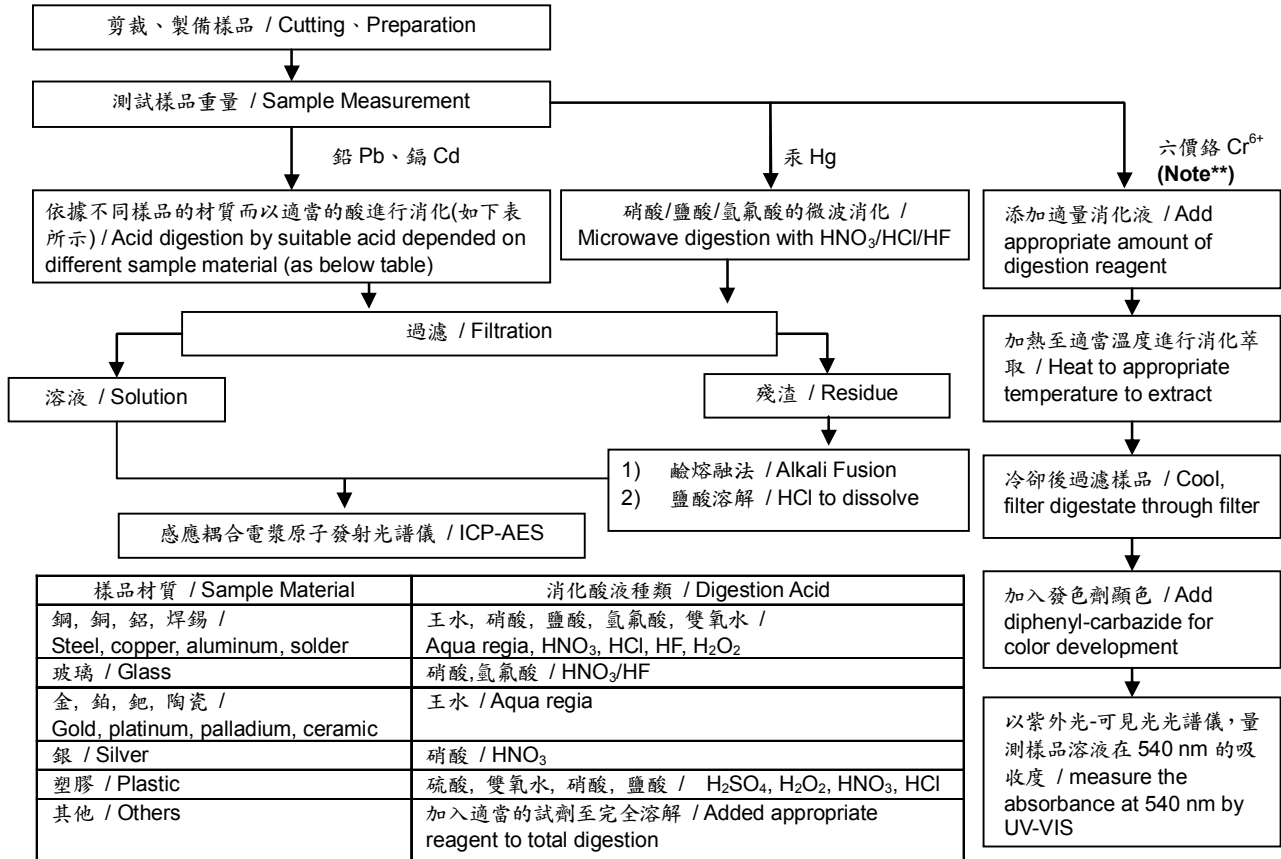 剪裁、製備樣品 / Cutting、Preparation
測試樣品重量 / Sample Measurement
鉛 Pb、鎘 Cd
汞 Hg
六價鉻 Cr6+
(Note**)
依據不同樣品的材質而以適當的酸進行消化(如下表
所示) / Acid digestion by suitable acid depended on
different sample material (as below table)
硝酸/鹽酸/氫氟酸的微波消化 /
Microwave digestion with HNO3/HCl/HF
添加適量消化液 / Add
appropriate amount of
digestion reagent
過濾 / Filtration
加熱至適當溫度進行消化萃
取 / Heat to appropriate
temperature to extract
溶液 / Solution
殘渣 / Residue
1) 鹼熔融法 / Alkali Fusion
2) 鹽酸溶解 / HCl to dissolve
冷卻後過濾樣品 / Cool,
filter digestate through filter
感應耦合電漿原子發射光譜儀 / ICP-AES
加入發色劑顯色 / Add
diphenyl-carbazide for
color development
以紫外光-可見光光譜儀，量
測樣品溶液在 540 nm 的吸
收度 / measure the
absorbance at 540 nm by
UV-VIS
樣品材質 / Sample Material 消化酸液種類 / Digestion Acid
鋼, 銅, 鋁, 焊錫 / 王水, 硝酸, 鹽酸, 氫氟酸, 雙氧水 /
Steel, copper, aluminum, solder Aqua regia, HNO3, HCl, HF, H2O2
玻璃 / Glass 硝酸,氫氟酸 / HNO3/HF
金, 鉑, 鈀, 陶瓷 / 王水 / Aqua regia
Gold, platinum, palladium, ceramic
銀 / Silver 硝酸 / HNO3
塑膠 / Plastic 硫酸, 雙氧水, 硝酸, 鹽酸 / H2SO4, H2O2, HNO3, HCl
其他 / Others 加入適當的試劑至完全溶解 / Added appropriate
reagent to total digestion